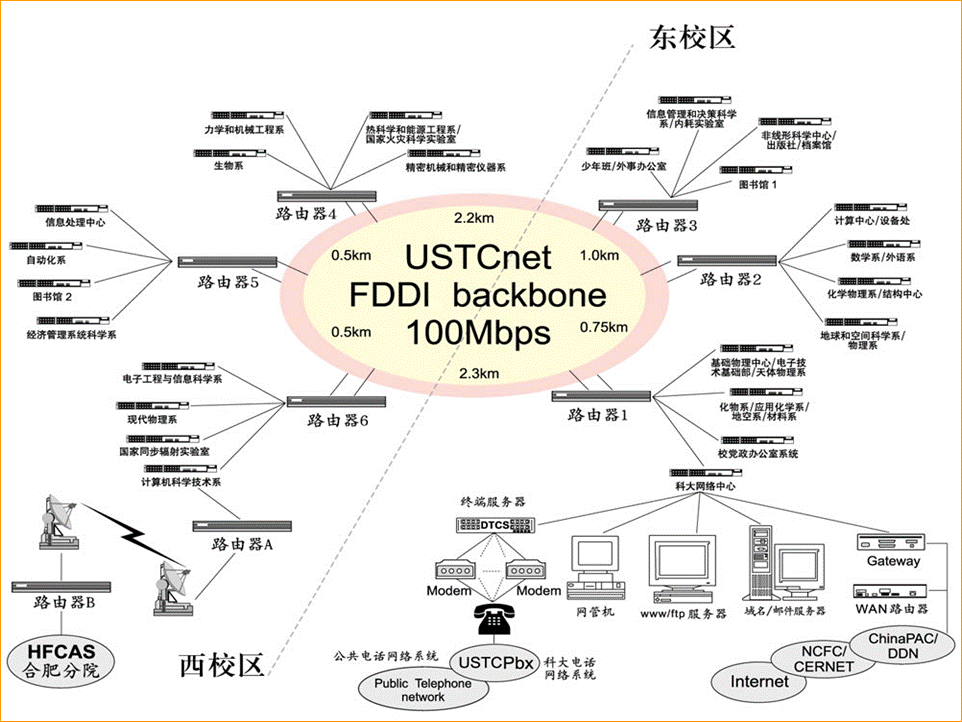 东校区
力学和机械工程系
热科学和能源工程系/
国家火灾科学实验室
生物系
精密机械和精密仪器系
路由器4
信息管理和决策科学
系/内耗实验室
非线形科学中心/
出版社/档案馆
少年班/外事办公室
图书馆 1
路由器3
信息处理中心
自动化系
图书馆 2
经济管理系统科学系
路由器5
计算中心/设备处
数学系/外语系
化学物理系/结构中心
地球和空间科学系/
物理系
路由器2
2.2km
0.5km
1.0km
USTCnet
FDDI backbone
100Mbps
0.5km
0.75km
2.3km
电子工程与信息科学系
现代物理系
国家同步辐射实验室
计算机科学技术系
路由器6
路由器A
基础物理中心/电子技
术基础部/天体物理系
化物系/应用化学系/
地空系/材料系
校党政办公室系统
科大网络中心
路由器1
终端服务器
DTCS
Modem
Modem
网管机
www/ftp 服务器
域名/邮件服务器
Gateway
WAN 路由器
路由器B
HFCAS
合肥分院
西校区
公共电话网络系统
USTCPbx
科大电话
网络系统
Public Telephone
network
Internet
NCFC/
CERNET
ChinaPAC/
DDN